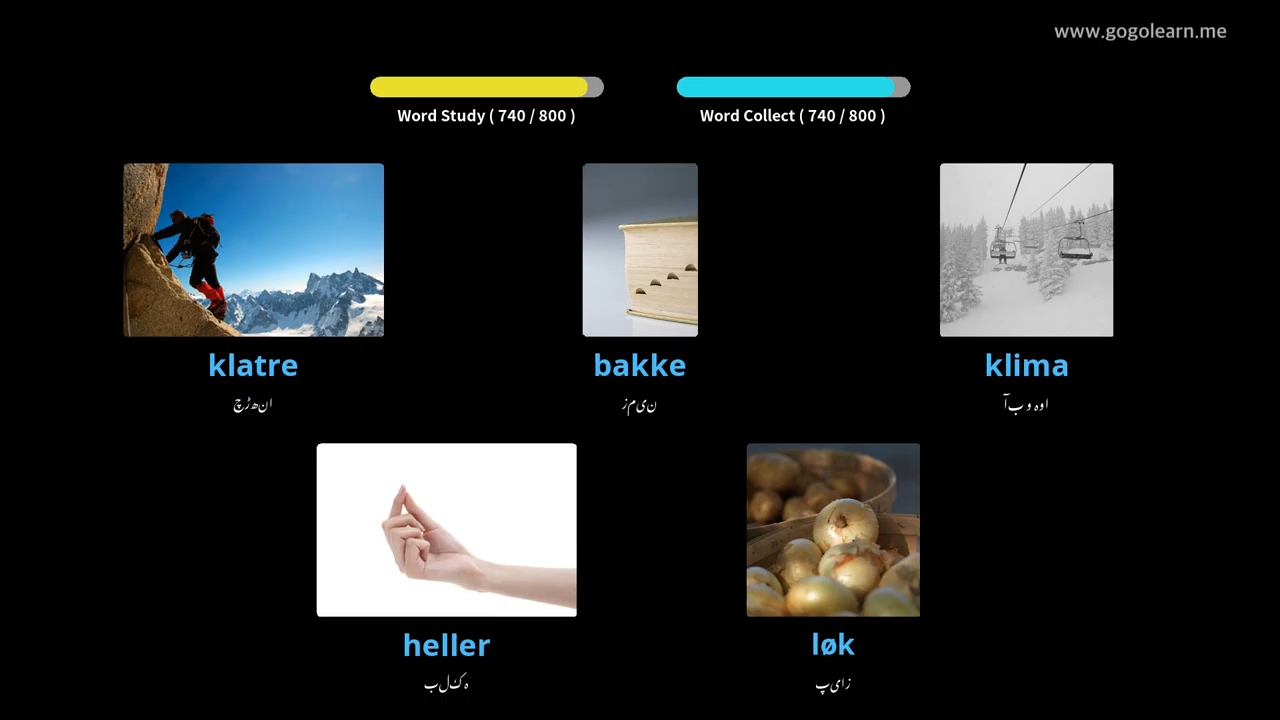 www.gogolearn.me
Word Study ( 740 / 800 )
Word Collect ( 740 / 800 )
klatre
bakke
klima
انھڑچ
نیمز
اوہ و بآ
heller
løk
ہکلب
زایپ